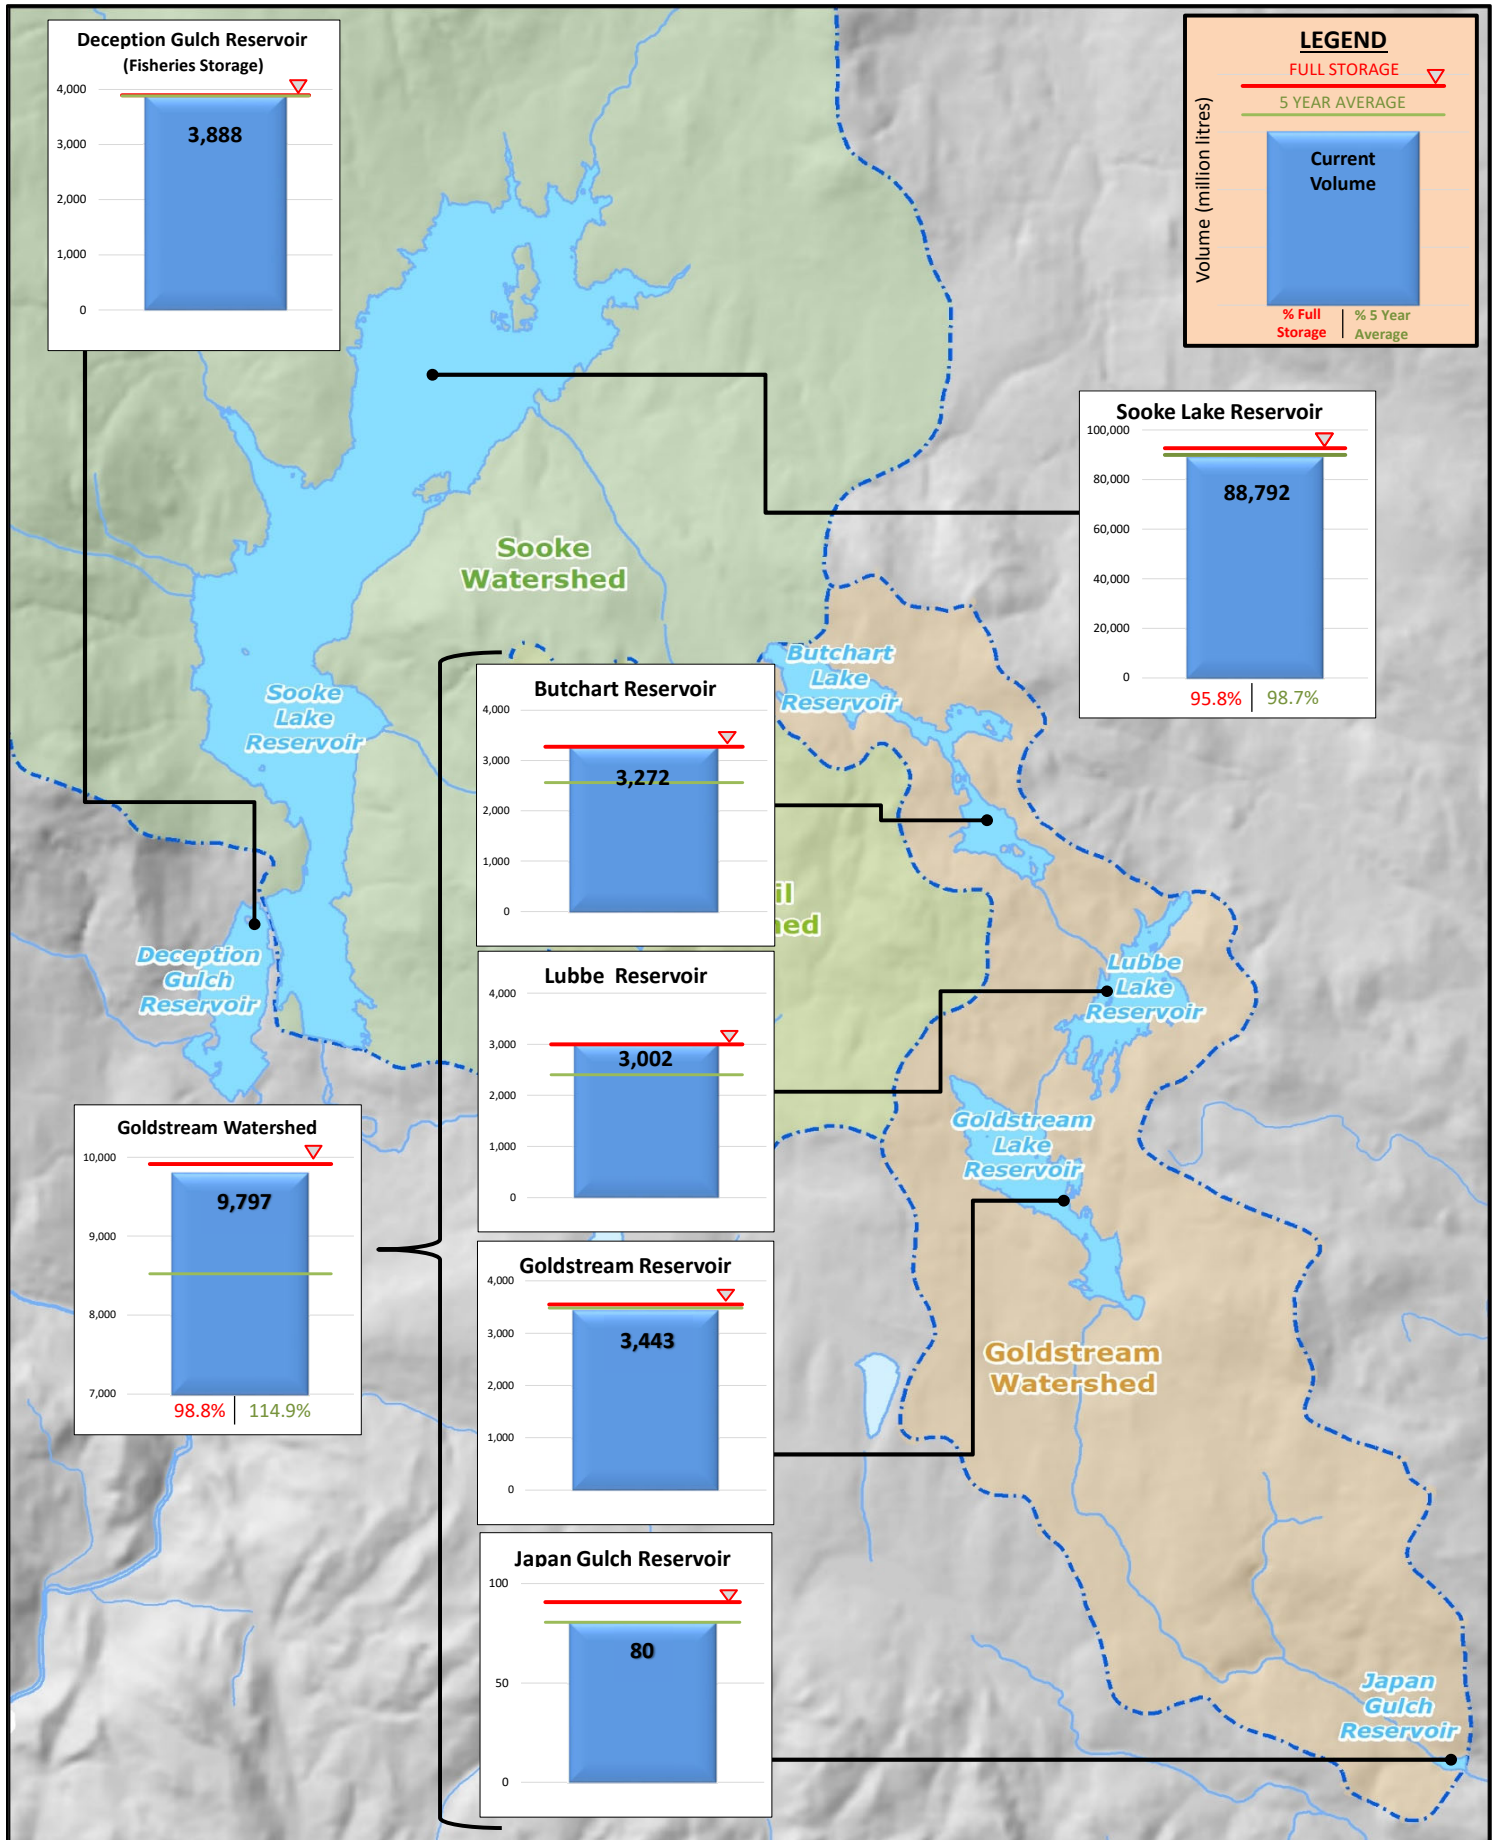 Deception Gulch Reservoir
(Fisheries Storage)
4,000
3,000
2,000
1,000
0
3,888
LEGEND
FULL STORAGE
5 YEAR AVERAGE
Volume (million litres)
Current
Volume
% Full
Storage
% 5 Year
Average
Sooke Lake Reservoir
100,000
80,000
60,000
40,000
20,000
0
88,792
95.8%
98.7%
Sooke
Watershed
Sooke
Lake
Reservoir
Butchart
Lake
Reservoir
Butchart Reservoir
4,000
3,000
2,000
1,000
0
3,272
il
ed
Deception
Gulch
Reservoir
Lubbe Reservoir
4,000
3,000
2,000
1,000
0
3,002
Lubbe
Lake
Reservoir
Goldstream
Lake
Reservoir
Goldstream Watershed
10,000
9,000
8,000
7,000
9,797
98.8%
114.9%
Goldstream Reservoir
4,000
3,000
2,000
1,000
0
3,443
Goldstream
Watershed
Japan Gulch Reservoir
100
50
0
80
Japan
Gulch
Reservoir